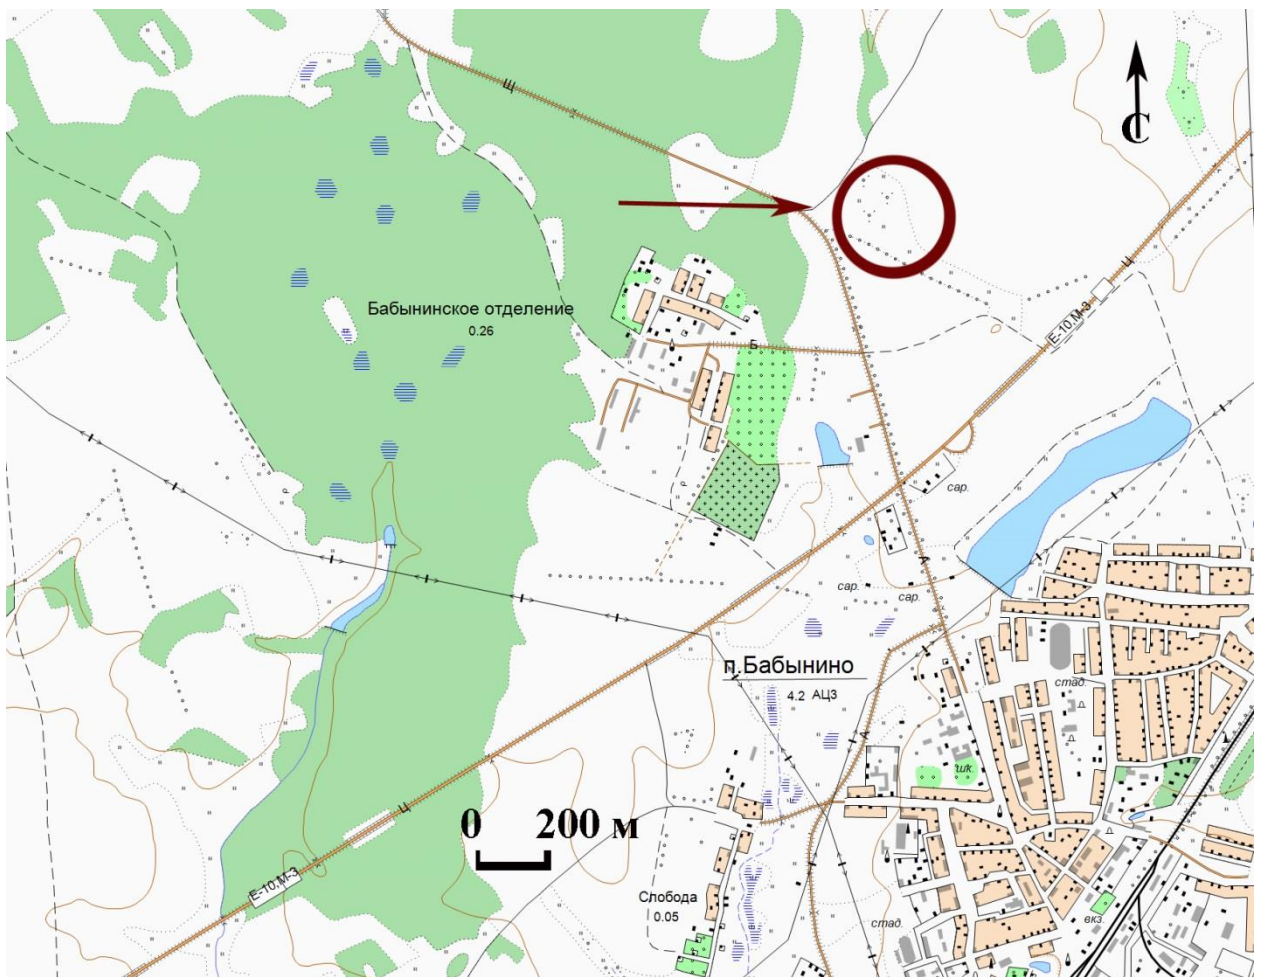 Щ
С
Ц
Е-10,М-3
Бабынинское отделение
0.26
Б
р
сар.
р
А
сар.
сар.
п.Бабынино
4.2 АЦЗ
стад.
А
шк
Ц
0 200 м
Е-10,М-3
Слобода
0.05
стад.
вкз.